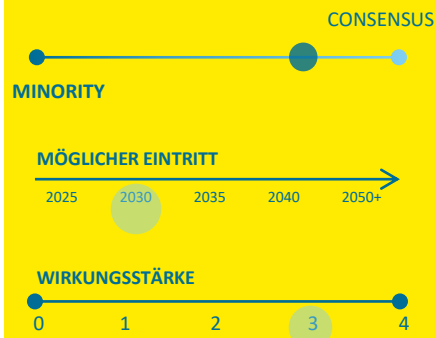 CONSENSUS
MINORITY
MÖGLICHER EINTRITT
2025 2030 2035 2040 2050+
WIRKUNGSSTÄRKE
0 1 2 3 4